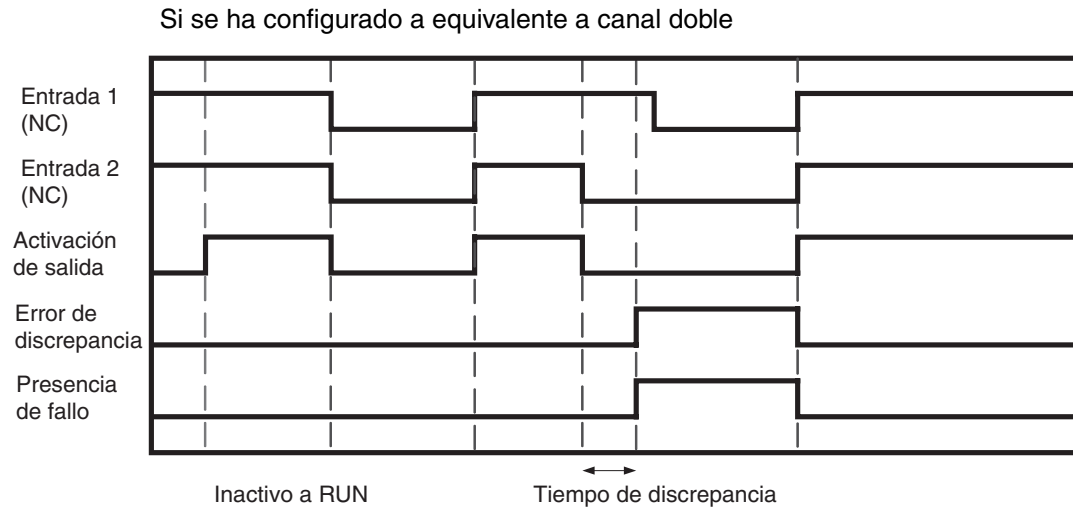 Si se ha configurado a equivalente a canal doble
Entrada 1
(NC)
Entrada 2
(NC)
Activación
de salida
Error de
discrepancia
Presencia
de fallo
Inactivo a RUN
Tiempo de discrepancia